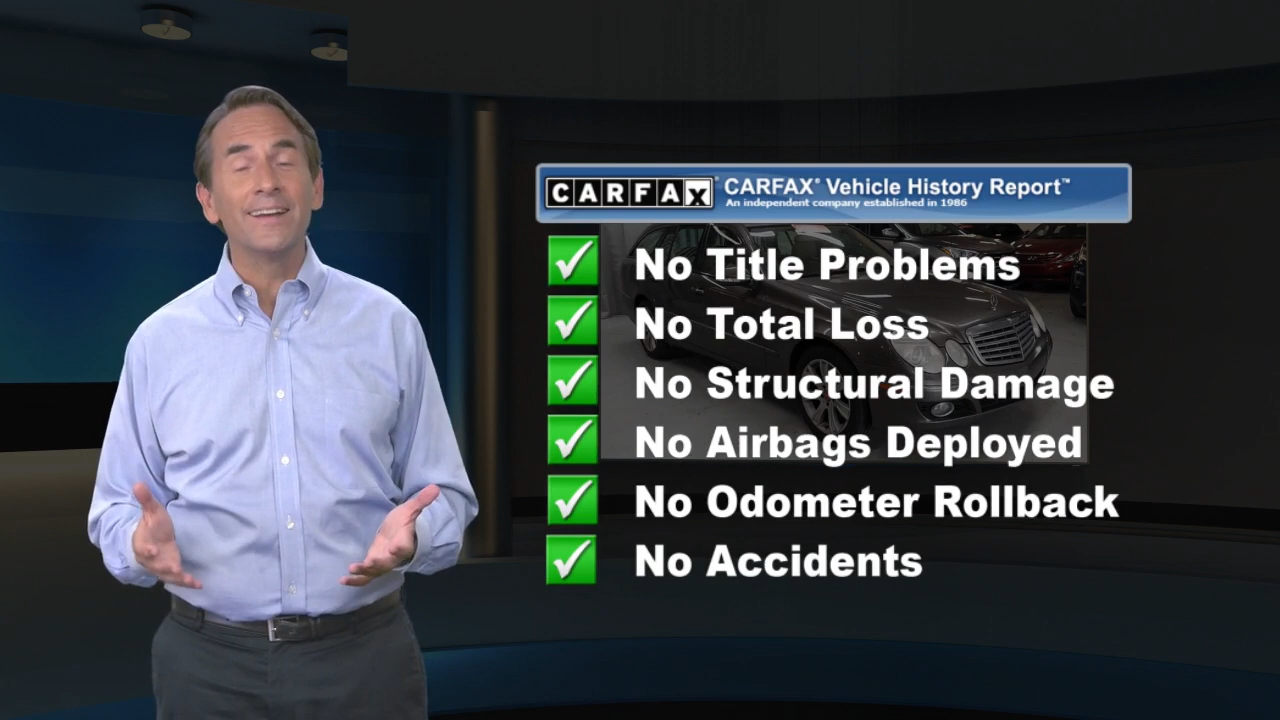 CARFAX® CARFAX® Vehicle History Report™
An independent company established in 1986
No Title Problems
No Total Loss
No Structural Damage
No Airbags Deployed
No Odometer Rollback
No Accidents